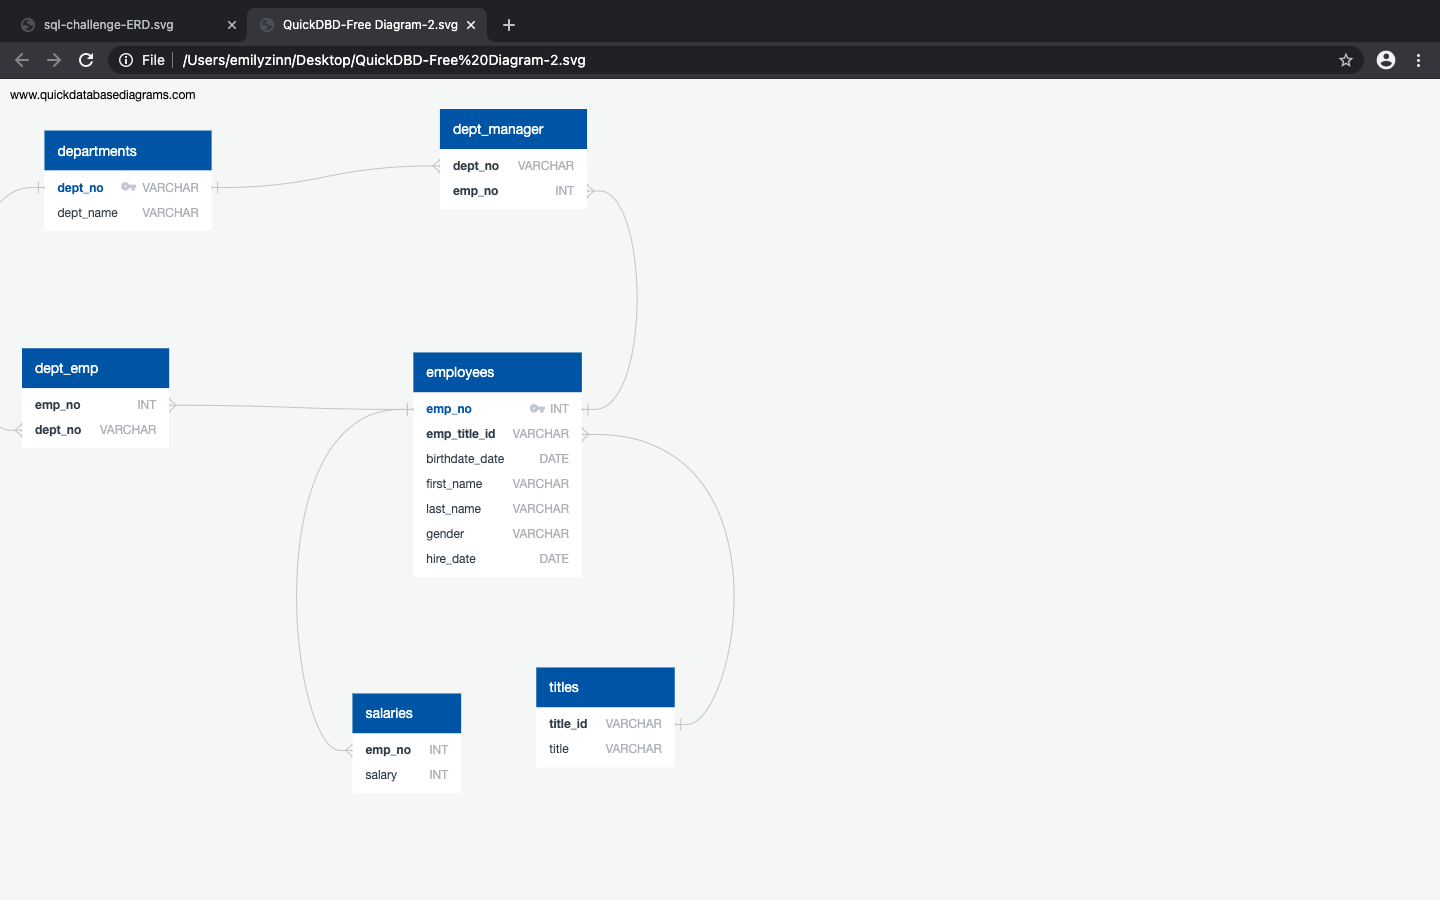 sql-challenge-ERD.svg
QuickDBD-Free Diagram-2.svg
File
/Users/emilyzinn/Desktop/QuickDBD-Free%20Diagram-2.svg
www.quickdatabasediagrams.com
departments
dept_no VARCHAR
dept_name VARCHAR
dept_manager
dept_no VARCHAR
emp_no INT
dept_emp
emp_no INT
dept_no VARCHAR
employees
emp_no INT
emp_title_id VARCHAR
birthdate_date DATE
first_name VARCHAR
last_name VARCHAR
gender VARCHAR
hire_date DATE
salaries
emp_no INT
salary INT
titles
title_id VARCHAR
title VARCHAR